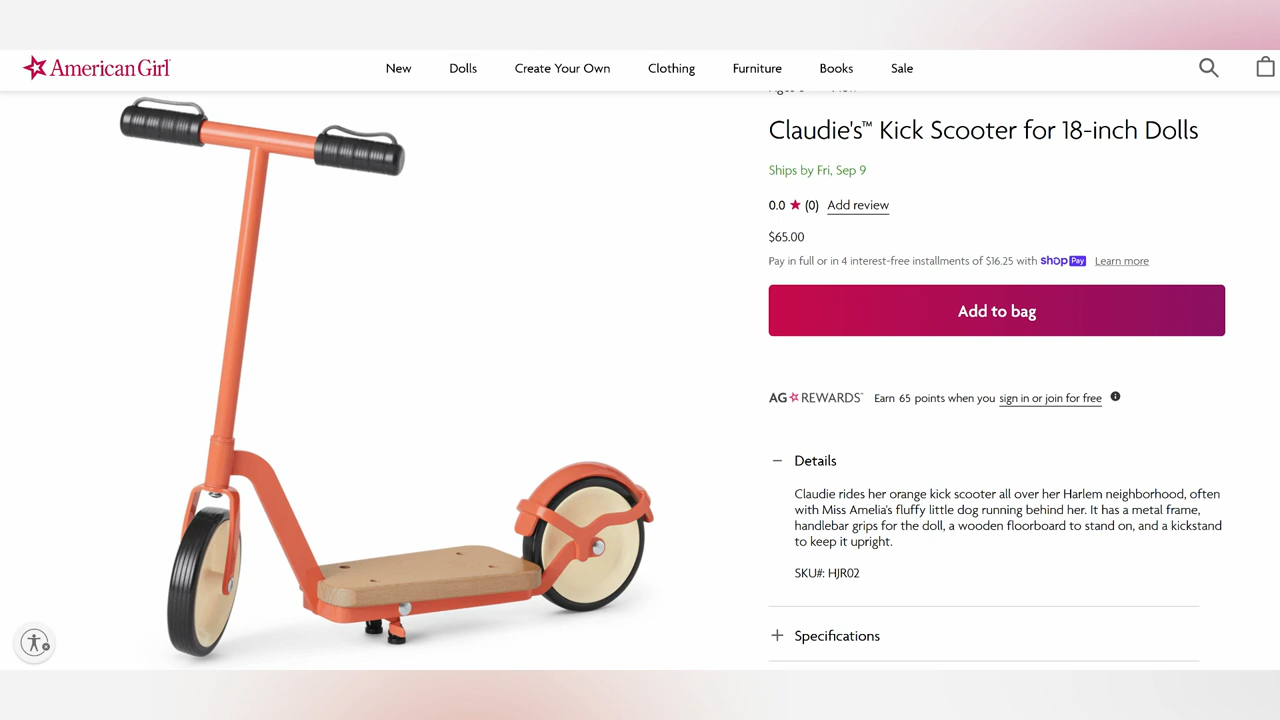 American Girl
New Dolls Create Your Own Clothing Furniture Books Sale
Claudie's™ Kick Scooter for 18-inch Dolls
Ships by Fri, Sep 9
0.0 ★ (0) Add review
$65.00
Pay in full or in 4 interest-free installments of $16.25 with shop Pay Learn more
Add to bag
AG☆REWARDS™ Earn 65 points when you sign in or join for free
Details
Claudie rides her orange kick scooter all over her Harlem neighborhood, often
with Miss Amelia's fluffy little dog running behind her. It has a metal frame,
handlebar grips for the doll, a wooden floorboard to stand on, and a kickstand
to keep it upright.
SKU#: HJR02
Specifications